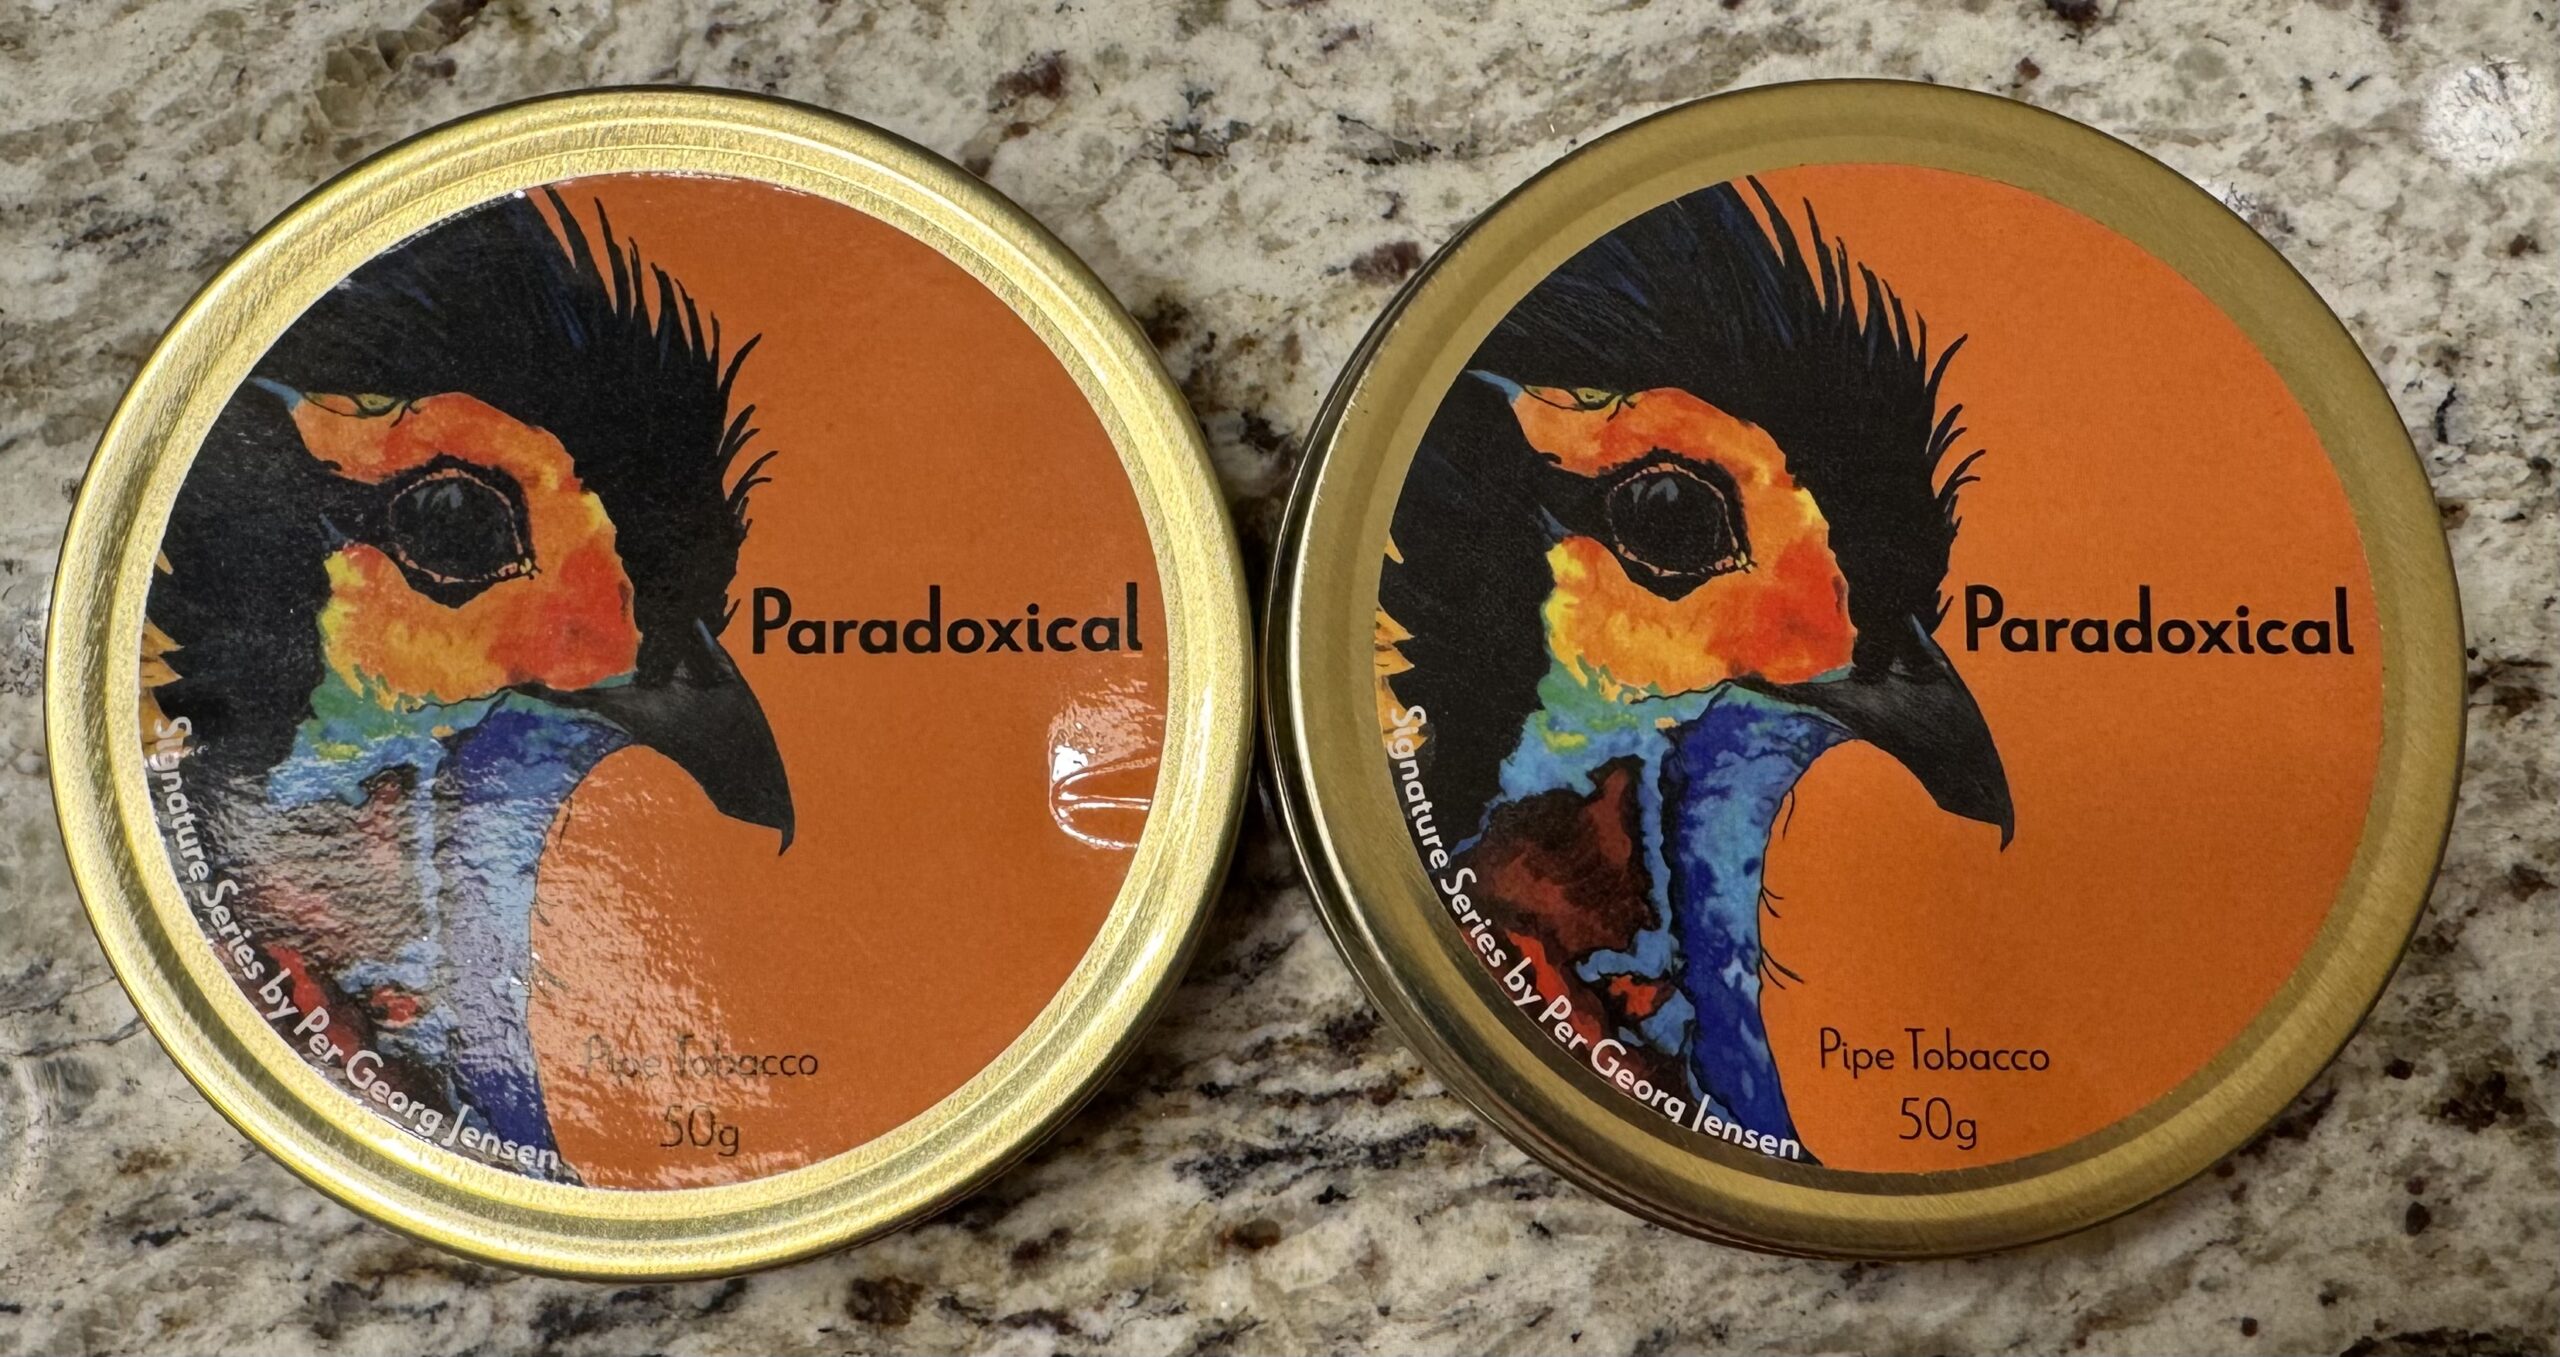 Paradoxical
Signature Series by Per Georg Jensen
Pipe Tobacco
50g
Paradoxical
Signature Series by Per Georg Jensen
Pipe Tobacco
50g